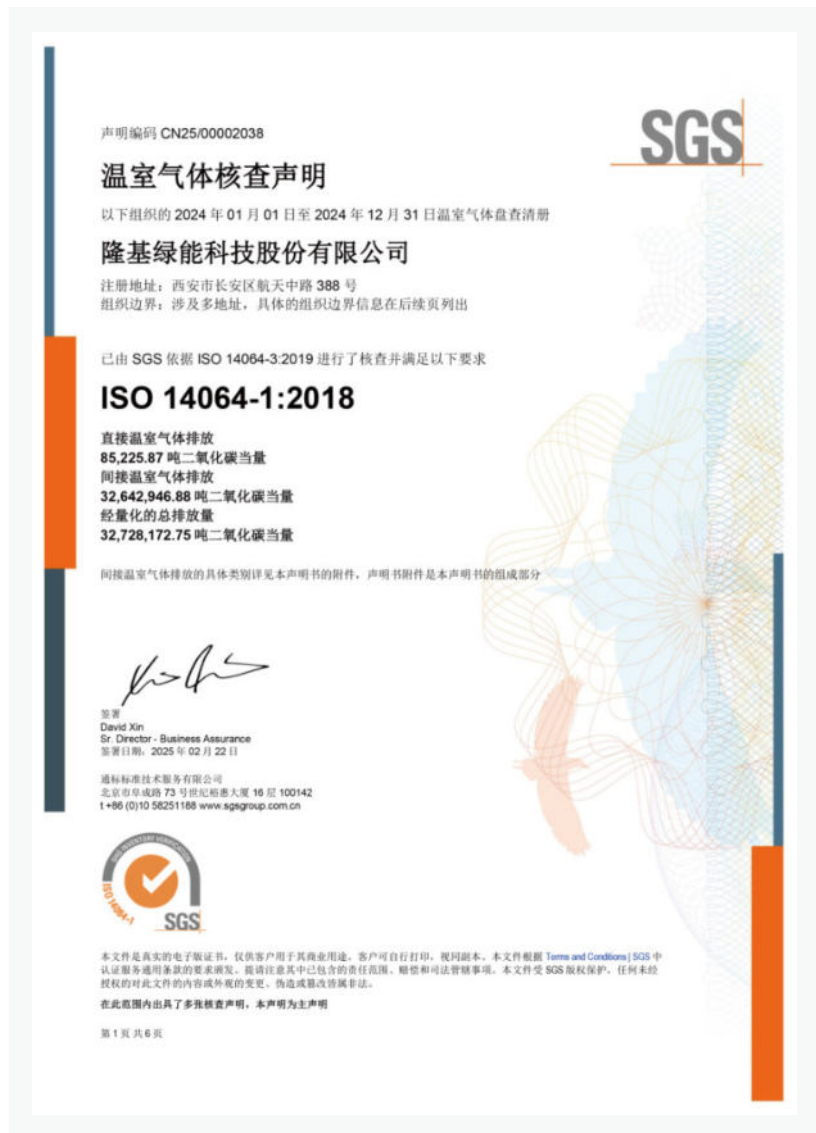 SGS
声明编码 CN25/00002038
温室气体核查声明
以下组织的 2024 年 01 月 01 日至 2024 年 12 月 31 日温室气体盘查清册
隆基绿能科技股份有限公司
注册地址：西安市长安区航天中路 388 号
组织边界：涉及多地址，具体的组织边界信息在后续页列出
已由 SGS 依据 ISO 14064-3:2019 进行了核查并满足以下要求
ISO 14064-1:2018
直接温室气体排放
85,225.87 吨二氧化碳当量
间接温室气体排放
32,642,946.88 吨二氧化碳当量
经量化的总排放量
32,728,172.75 吨二氧化碳当量
间接温室气体排放的具体类别详见本声明书的附件，声明书附件是本声明书的组成部分
签署
David Xin
Sr. Director - Business Assurance
签署日期：2025 年 02 月 22 日
通标标准技术服务有限公司
北京市阜成路 73 号世纪裕惠大厦 16 层 100142
t +86 (0)10 58251188 www.sgsgroup.com.cn
GHG INVENTORY VERIFICATION
ISO 14064-1
SGS
本文件是真实的电子版证书，仅供客户用于其商业用途。客户可自行打印，视同副本。本文件根据 Terms and Conditions | SGS 中
认证服务通用条款的要求颁发。提请注意其中已包含的责任范围、赔偿和司法管辖事项。本文件受 SGS 版权保护，任何未经
授权的对此文件的内容或外观的变更、伪造或篡改皆属非法。
在此范围内出具了多张核查声明，本声明为主声明
第 1 页 共 6 页